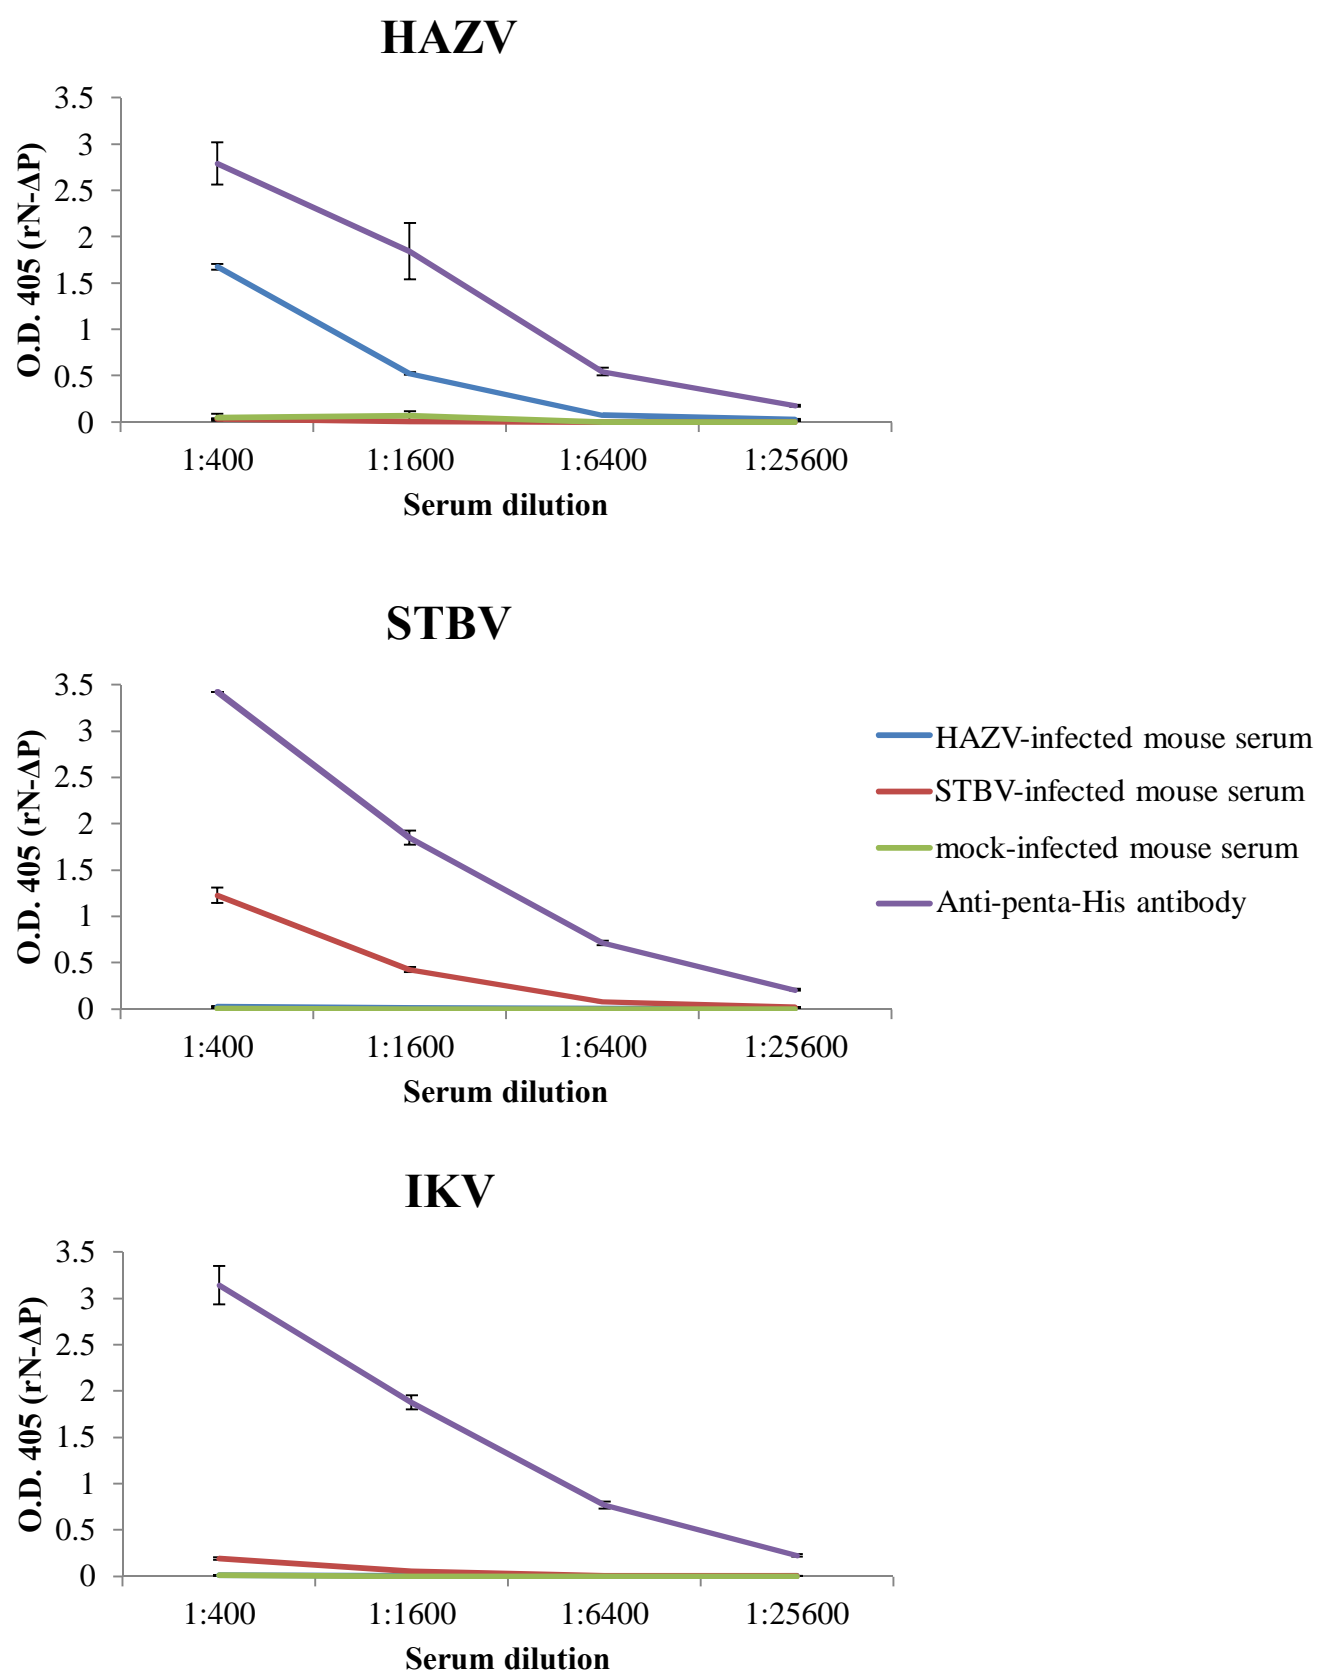 HAZV
3.5
3
2.5
2
1.5
1
0.5
0
O.D. 405 (rN-ΔP)
1:400 1:1600 1:6400 1:25600
Serum dilution
STBV
3.5
3
2.5
2
1.5
1
0.5
0
O.D. 405 (rN-ΔP)
1:400 1:1600 1:6400 1:25600
Serum dilution
HAZV-infected mouse serum
STBV-infected mouse serum
mock-infected mouse serum
Anti-penta-His antibody
IKV
3.5
3
2.5
2
1.5
1
0.5
0
O.D. 405 (rN-ΔP)
1:400 1:1600 1:6400 1:25600
Serum dilution